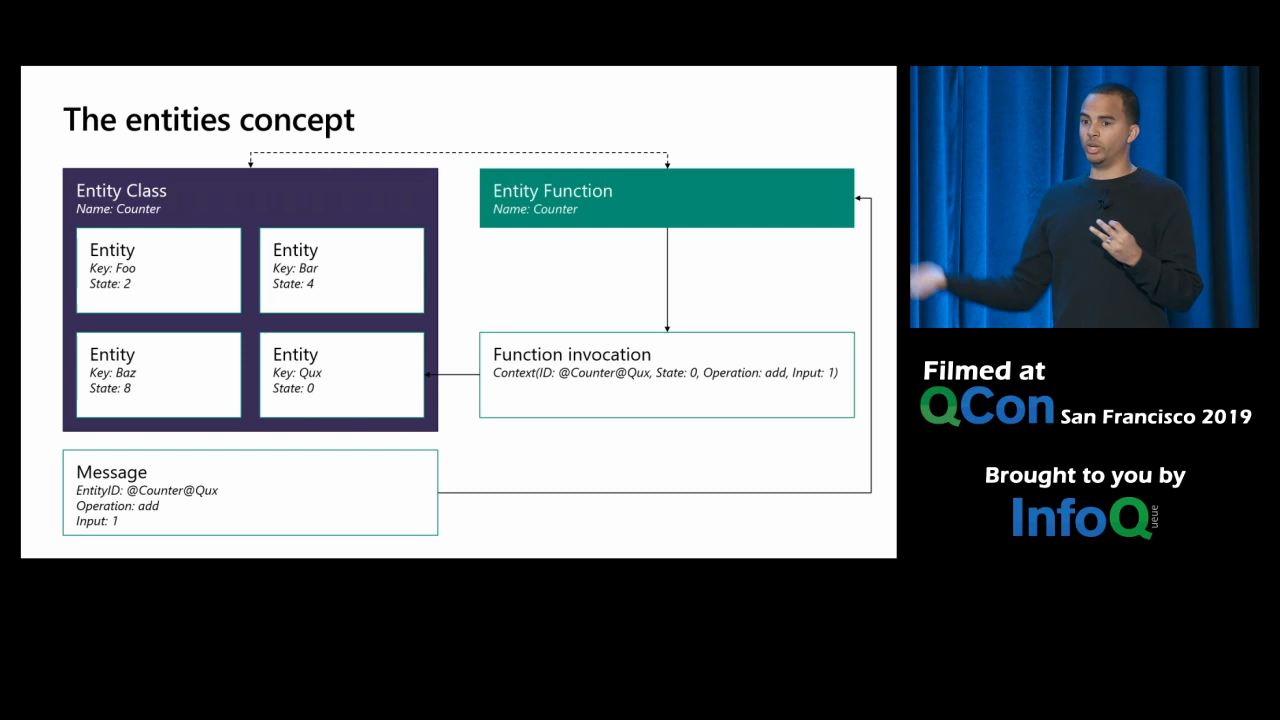 The entities concept
Entity Class
Name: Counter
Entity
Key: Foo
State: 2
Entity
Key: Bar
State: 4
Entity
Key: Baz
State: 8
Entity
Key: Qux
State: 0
Entity Function
Name: Counter
Function invocation
Context(ID: @Counter@Qux, State: 0, Operation: add, Input: 1)
Message
EntityID: @Counter@Qux
Operation: add
Input: 1
Filmed at
QCon San Francisco 2019
Brought to you by
InfoQ
ueue